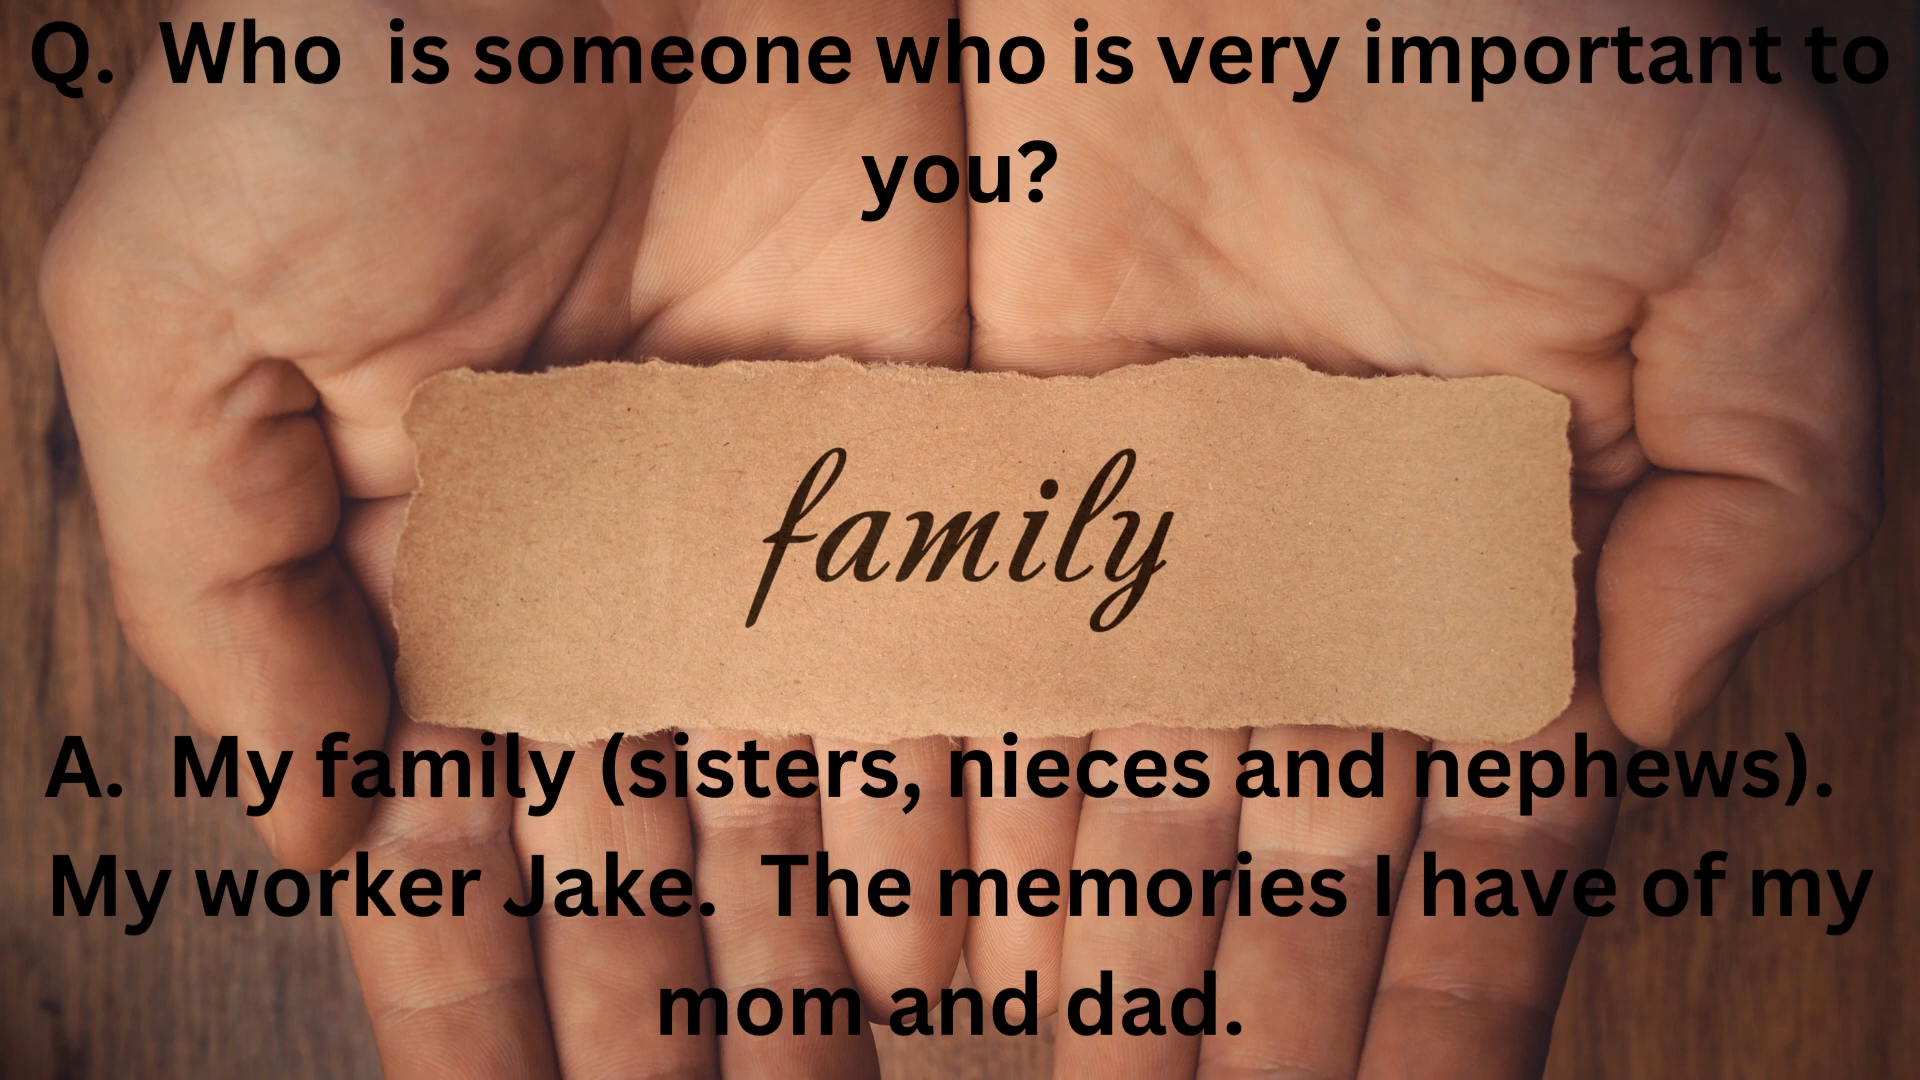 Q.  Who  is someone who is very important to
you?
family
A.  My family (sisters, nieces and nephews).
My worker Jake.  The memories I have of my
mom and dad.